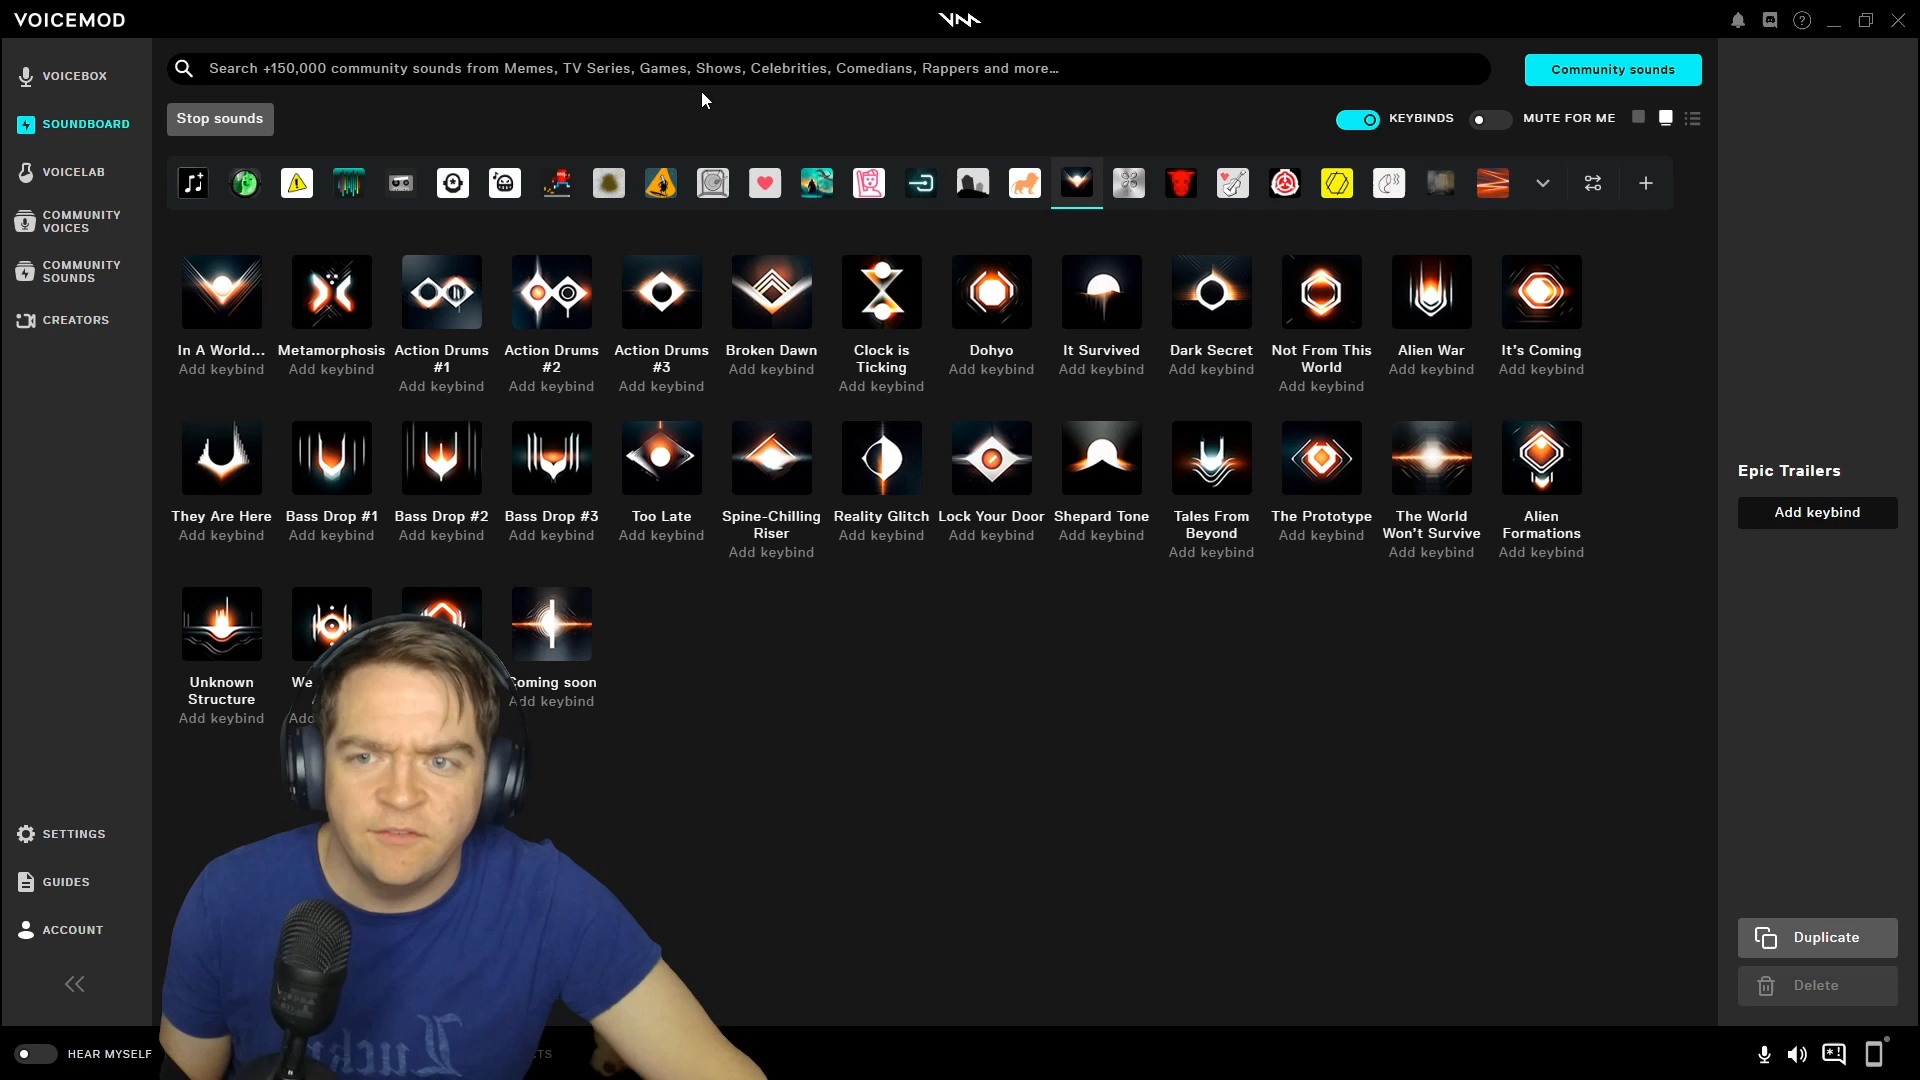 VOICEMOD
VOICEBOX
SOUNDBOARD
VOICELAB
COMMUNITY
VOICES
COMMUNITY
SOUNDS
CREATORS
SETTINGS
GUIDES
ACCOUNT
HEAR MYSELF
Search +150,000 community sounds from Memes, TV Series, Games, Shows, Celebrities, Comedians, Rappers and more...
Community sounds
Stop sounds
KEYBINDS
MUTE FOR ME
In A World...
Add keybind
Metamorphosis
Add keybind
Action Drums
#1
Add keybind
Action Drums
#2
Add keybind
Action Drums
#3
Add keybind
Broken Dawn
Add keybind
Clock is
Ticking
Add keybind
Dohyo
Add keybind
It Survived
Add keybind
Dark Secret
Add keybind
Not From This
World
Add keybind
Alien War
Add keybind
It's Coming
Add keybind
They Are Here
Add keybind
Bass Drop #1
Add keybind
Bass Drop #2
Add keybind
Bass Drop #3
Add keybind
Too Late
Add keybind
Spine-Chilling
Riser
Add keybind
Reality Glitch
Add keybind
Lock Your Door
Add keybind
Shepard Tone
Add keybind
Tales From
Beyond
Add keybind
The Prototype
Add keybind
The World
Won't Survive
Add keybind
Alien
Formations
Add keybind
Unknown
Structure
Add keybind
We
Add
Coming soon
Add keybind
Epic Trailers
Add keybind
Duplicate
Delete